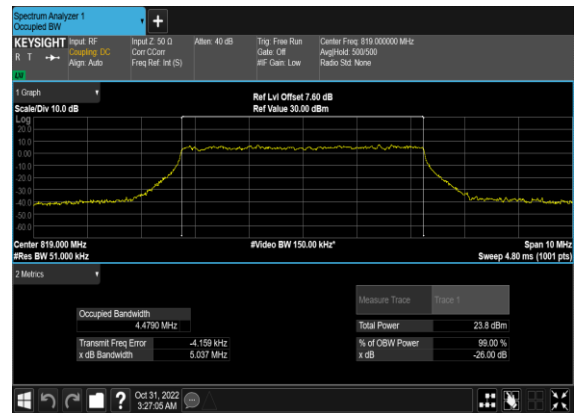 Spectrum Analyzer 1
Occupied BW
+
KEYSIGHT Input: RF Input Z: 50 Ω Atten: 40 dB Trig: Free Run Center Freq: 819.000000 MHz
R T Coupling: DC Corr CCorr Gate: Off Avg|Hold: 500/500
Align: Auto Freq Ref: Int (S) #IF Gain: Low Radio Std: None
LV
1 Graph
Ref Lvl Offset 7.60 dB
Scale/Div 10.0 dB Ref Value 30.00 dBm
Log
20.0
10.0
0.00
-10.0
-20.0
-30.0
-40.0
-50.0
-60.0
Center 819.000 MHz #Video BW 150.00 kHz* Span 10 MHz
#Res BW 51.000 kHz Sweep 4.80 ms (1001 pts)
2 Metrics
Measure Trace Trace 1
Occupied Bandwidth
4.4790 MHz Total Power 23.8 dBm
Transmit Freq Error -4.159 kHz % of OBW Power 99.00 %
x dB Bandwidth 5.037 MHz x dB -26.00 dB
? Oct 31, 2022
3:27:05 AM